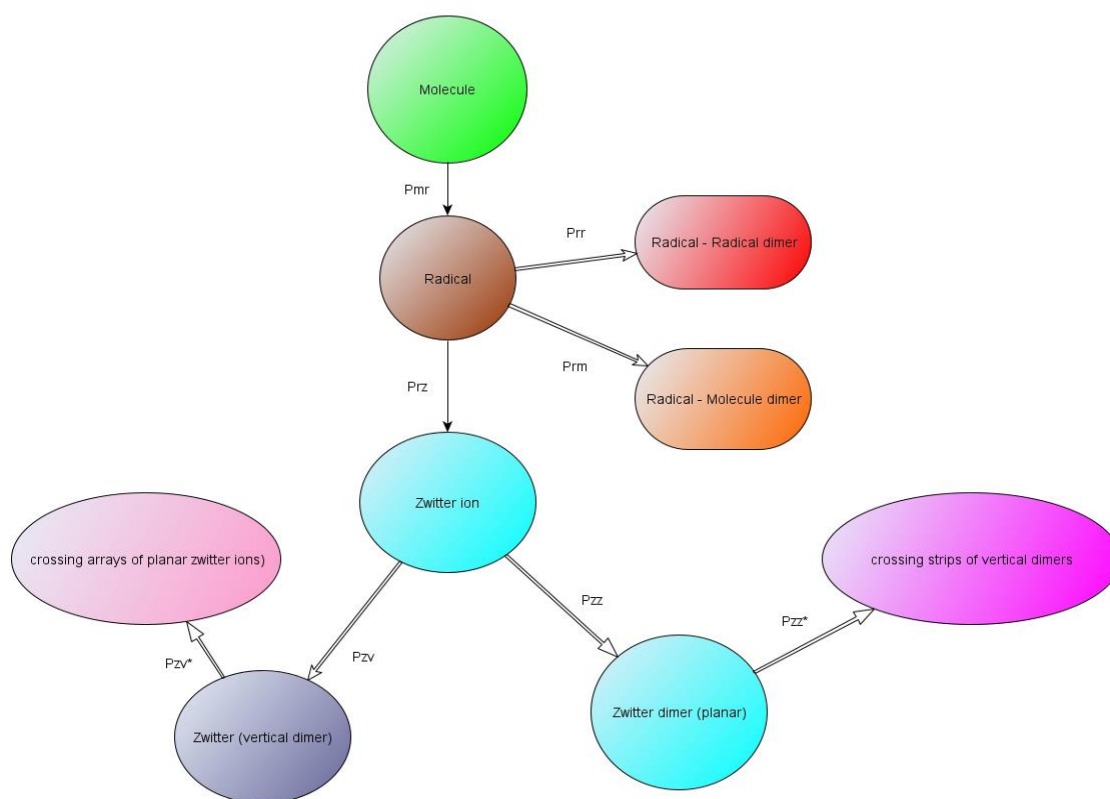 Molecule
Pmr
Prr
Radical - Radical dimer
Radical
Prm
Prz
Radical - Molecule dimer
Zwitter ion
crossing arrays of planar zwitter ions)
crossing strips of vertical dimers
Pzz
Pzz*
Pzv
Pzv*
Zwitter dimer (planar)
Zwitter (vertical dimer)